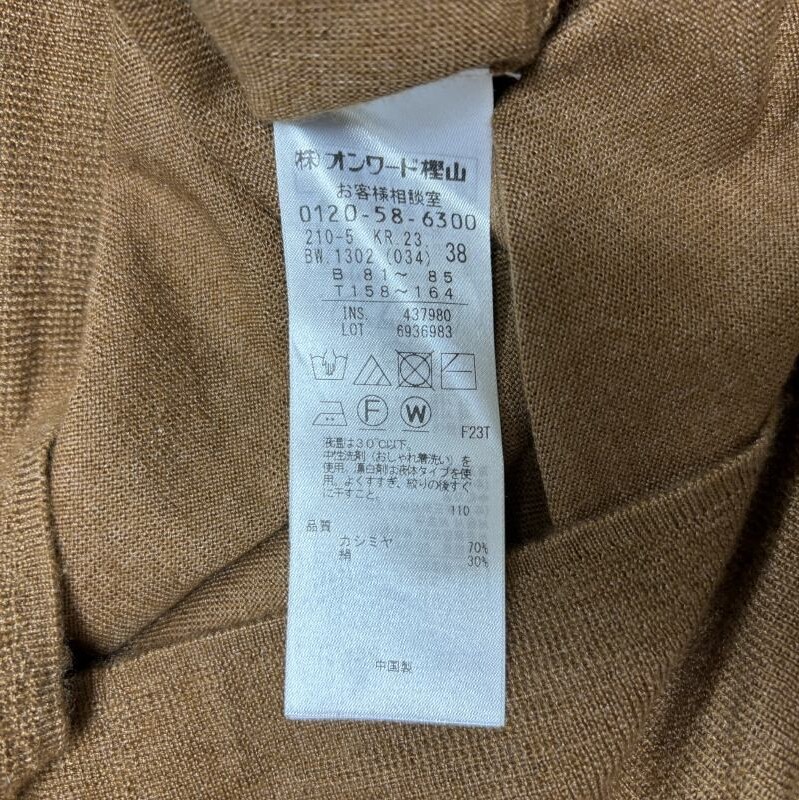 ㈱オンワード樫山
お客様相談室
0120-58-6300
210-5 KR.23.
BW.1302 (034) 38
B 81～ 85
T158～164
INS. 437980
LOT 6936983
F W
F23T
液温は30℃以下。
中性洗剤（おしゃれ着洗い）を
使用。漂白剤は液体タイプを使
用。よくすすぎ、絞りの後すぐ
に干すこと。
110
品質
カシミヤ 70%
絹 30%
中国製